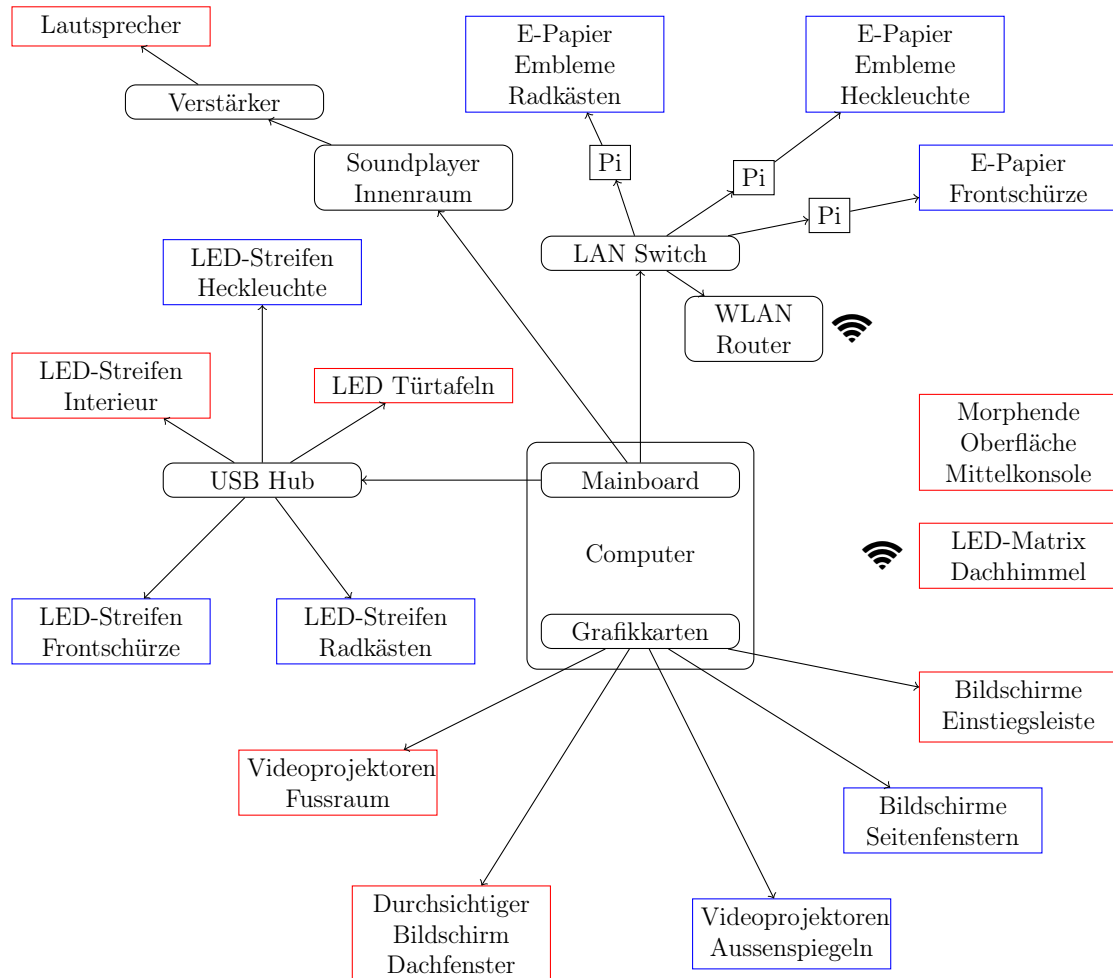 Lautsprecher
E-Papier
Embleme
Radkästen
E-Papier
Embleme
Heckleuchte
Verstärker
Soundplayer
Innenraum
Pi
Pi
Pi
E-Papier
Frontschürze
LAN Switch
LED-Streifen
Heckleuchte
WLAN
Router
LED-Streifen
Interieur
LED Türtafeln
Morphende
Oberfläche
Mittelkonsole
USB Hub
Mainboard
Computer
LED-Matrix
Dachhimmel
LED-Streifen
Frontschürze
LED-Streifen
Radkästen
Grafikkarten
Bildschirme
Einstiegsleiste
Videoprojektoren
Fussraum
Bildschirme
Seitenfenstern
Durchsichtiger
Bildschirm
Dachfenster
Videoprojektoren
Aussenspiegeln